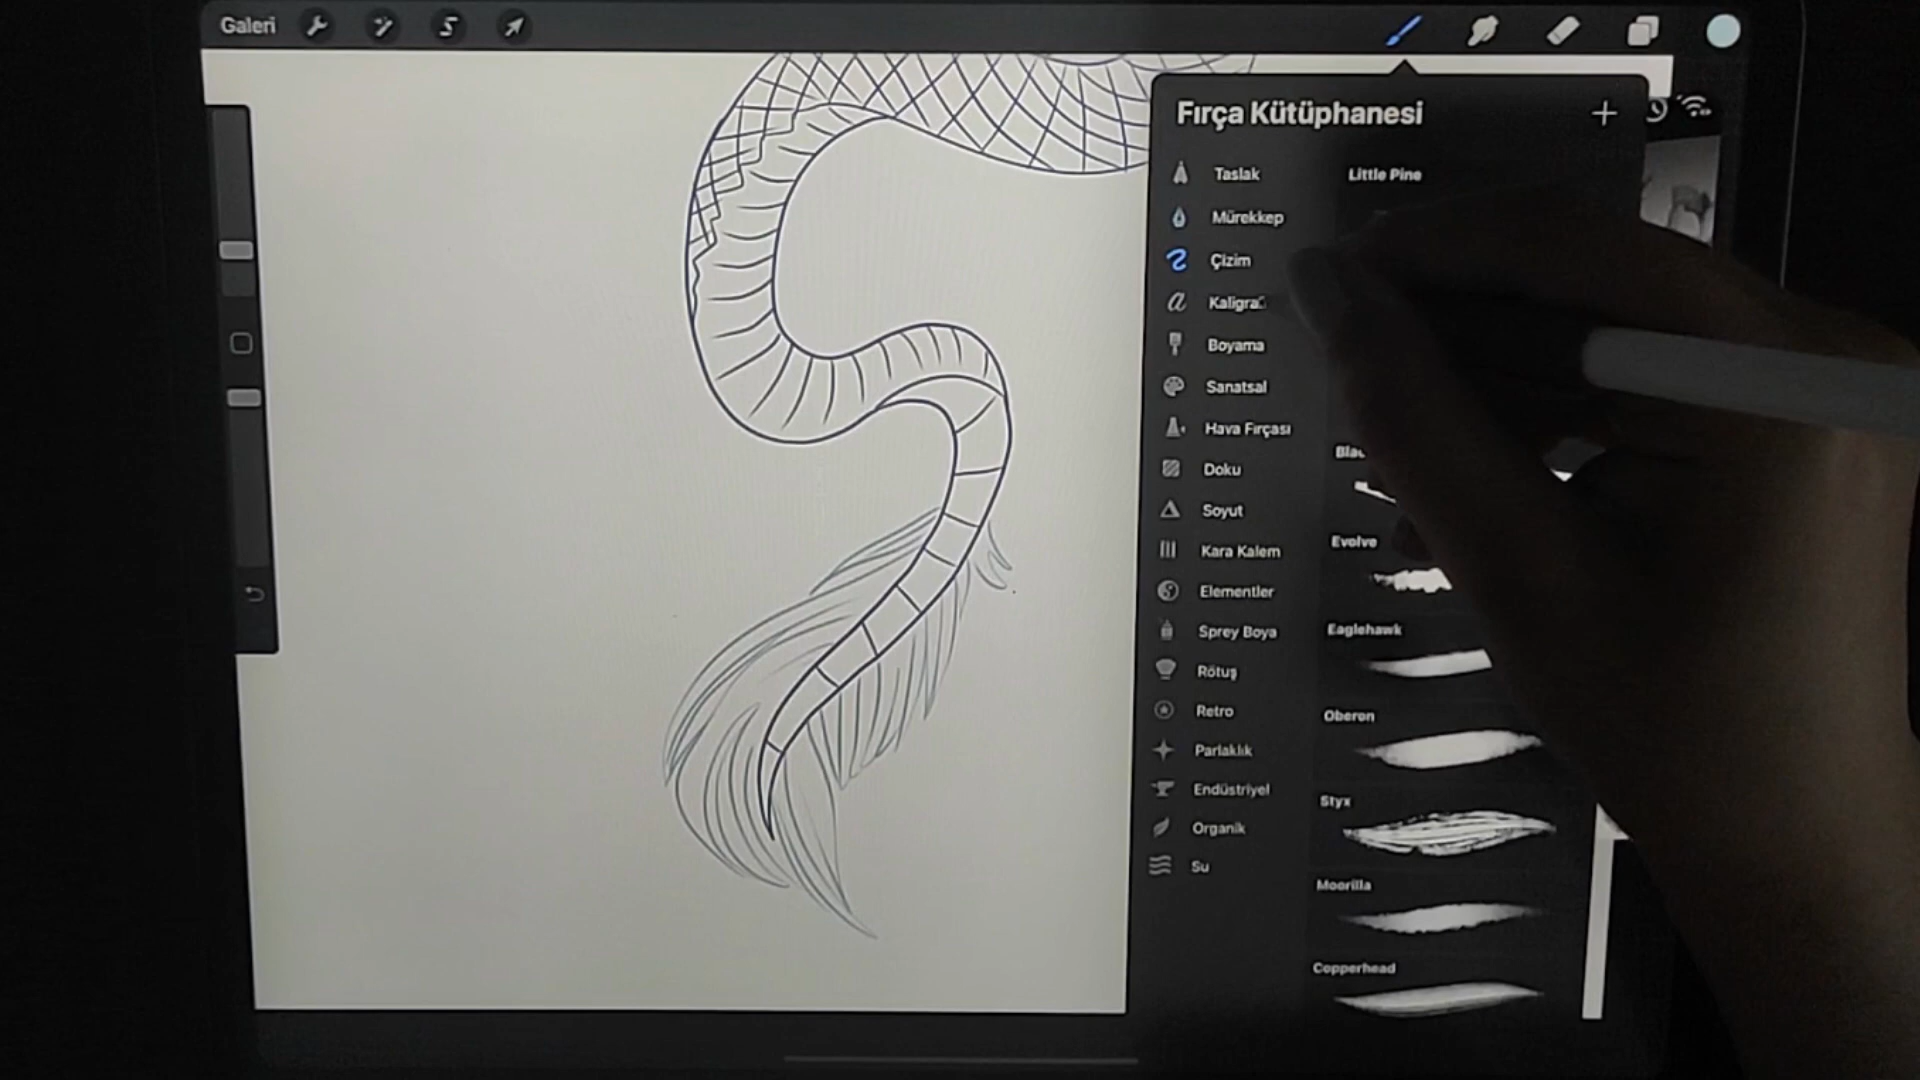 Galeri
Fırça Kütüphanesi
Taslak
Little Pine
Mürekkep
Çizim
Boyama
Sanatsal
Hava Fırçası
Doku
Soyut
Evolve
Kara Kalem
Elementler
Eaglehawk
Sprey Boya
Rötuş
Retro
Oberon
Parlaklık
Endüstriyel
Styx
Organik
Su
Moorilla
Copperhead